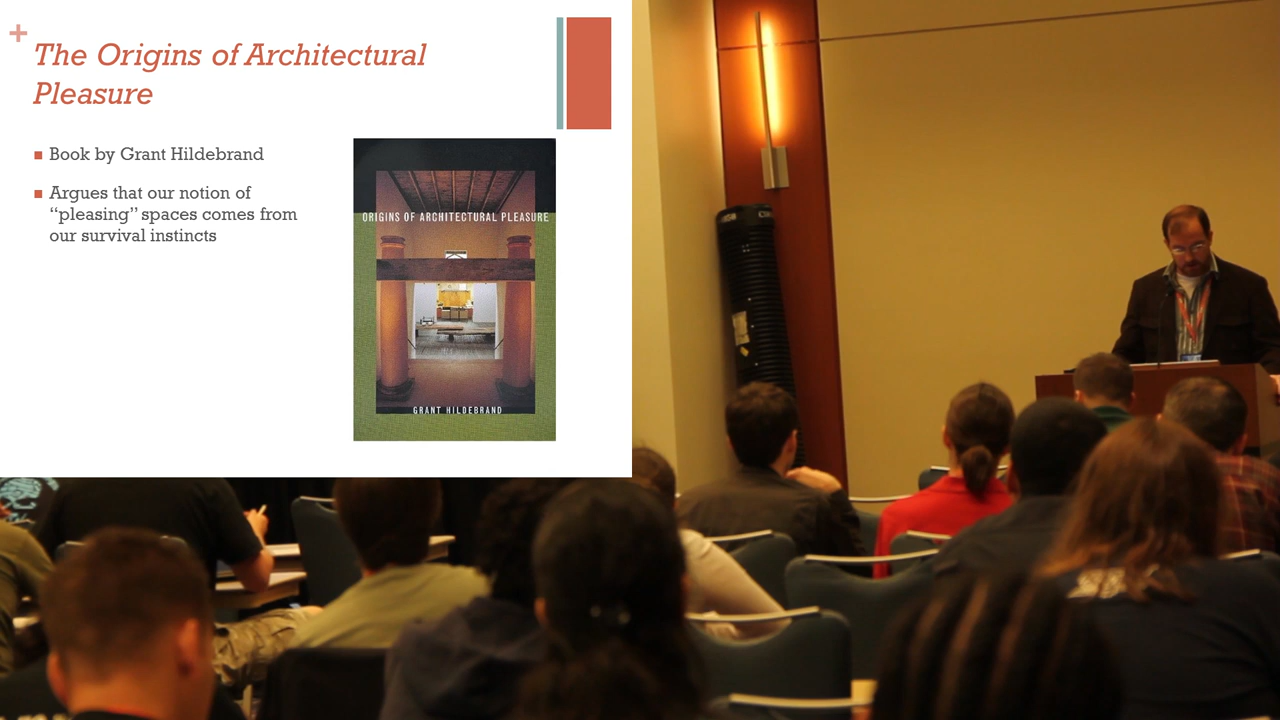 +
The Origins of Architectural
Pleasure
Book by Grant Hildebrand
Argues that our notion of
“pleasing” spaces comes from
our survival instincts
ORIGINS OF ARCHITECTURAL PLEASURE
GRANT HILDEBRAND